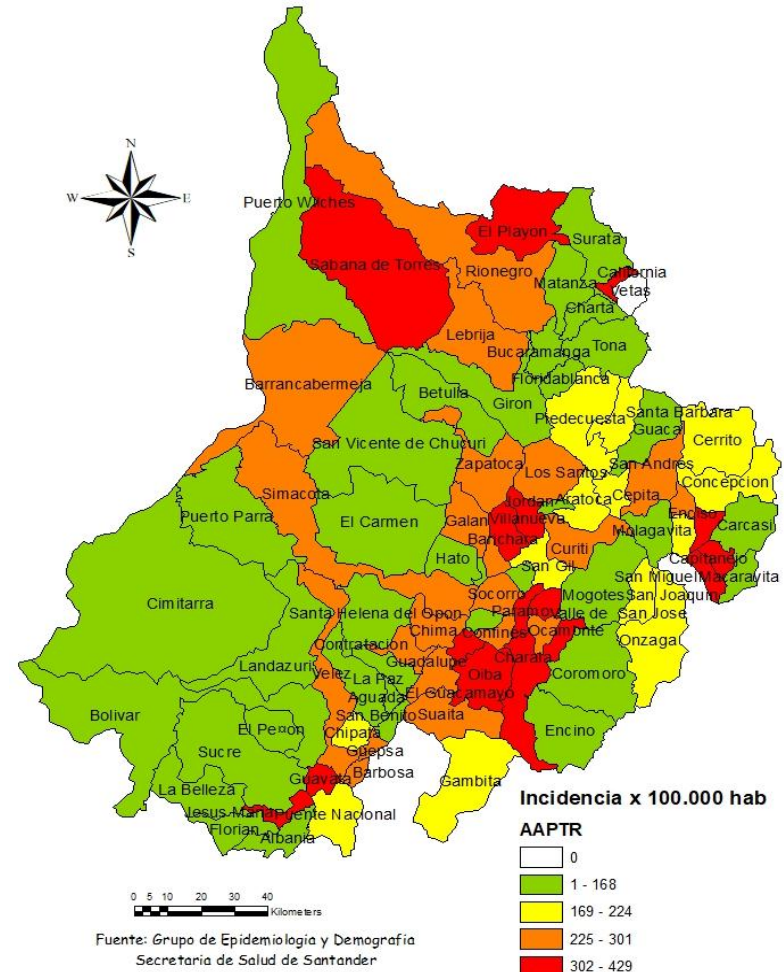 N
W E
S
Puerto Wilches
El Playon
Surata
Sabana de Torres
Rionegro
California
Matanza
Vetas
Charta
Lebrija
Bucaramanga
Tona
Barrancabermeja
Floridablanca
Betulia
Giron
Piedecuesta
Santa Barbara
Guaca
Cerrito
San Vicente de Chucuri
Zapatoca
Los Santos
San Andres
Concepcion
Simacota
Jordan
Aratoca
Cepita
Puerto Parra
El Carmen
Galan
Villanueva
Enciso
Molagavita
Carcasi
Barichara
Curiti
Hato
San Gil
Capitanejo
San Miguel
Macaravita
Cimitarra
Socorro
Mogotes
San Joaquin
Santa Helena del Opon
Paramo
Valle de San Jose
Chima
Confines
Ocamonte
Onzaga
Contratacion
Landazuri
Velez
Guadalupe
Charala
La Paz
Oiba
Coromoro
Aguada
El Guacamayo
Bolivar
San Benito
Suaita
El Peñon
Chipata
Encino
Sucre
Guepsa
Guavata
Barbosa
Gambita
La Belleza
Jesus Maria
Puente Nacional
Florian
Albania
Incidencia x 100.000 hab
AAPTR
0
1 - 168
169 - 224
225 - 301
302 - 429
0 5 10 20 30 40
Kilometers
Fuente: Grupo de Epidemiologia y Demografia
Secretaria de Salud de Santander